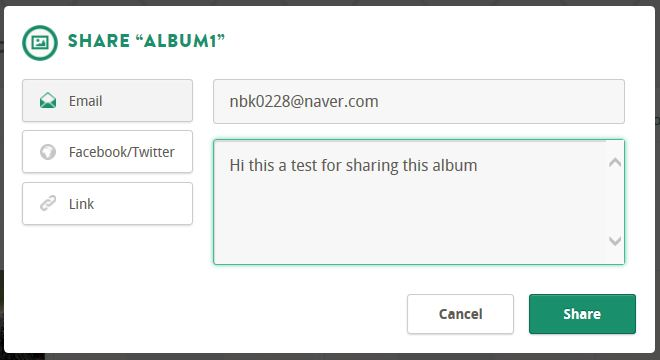 SHARE “ALBUM1”
Email
nbk0228@naver.com
Facebook/Twitter
Hi this a test for sharing this album
Link
Cancel
Share